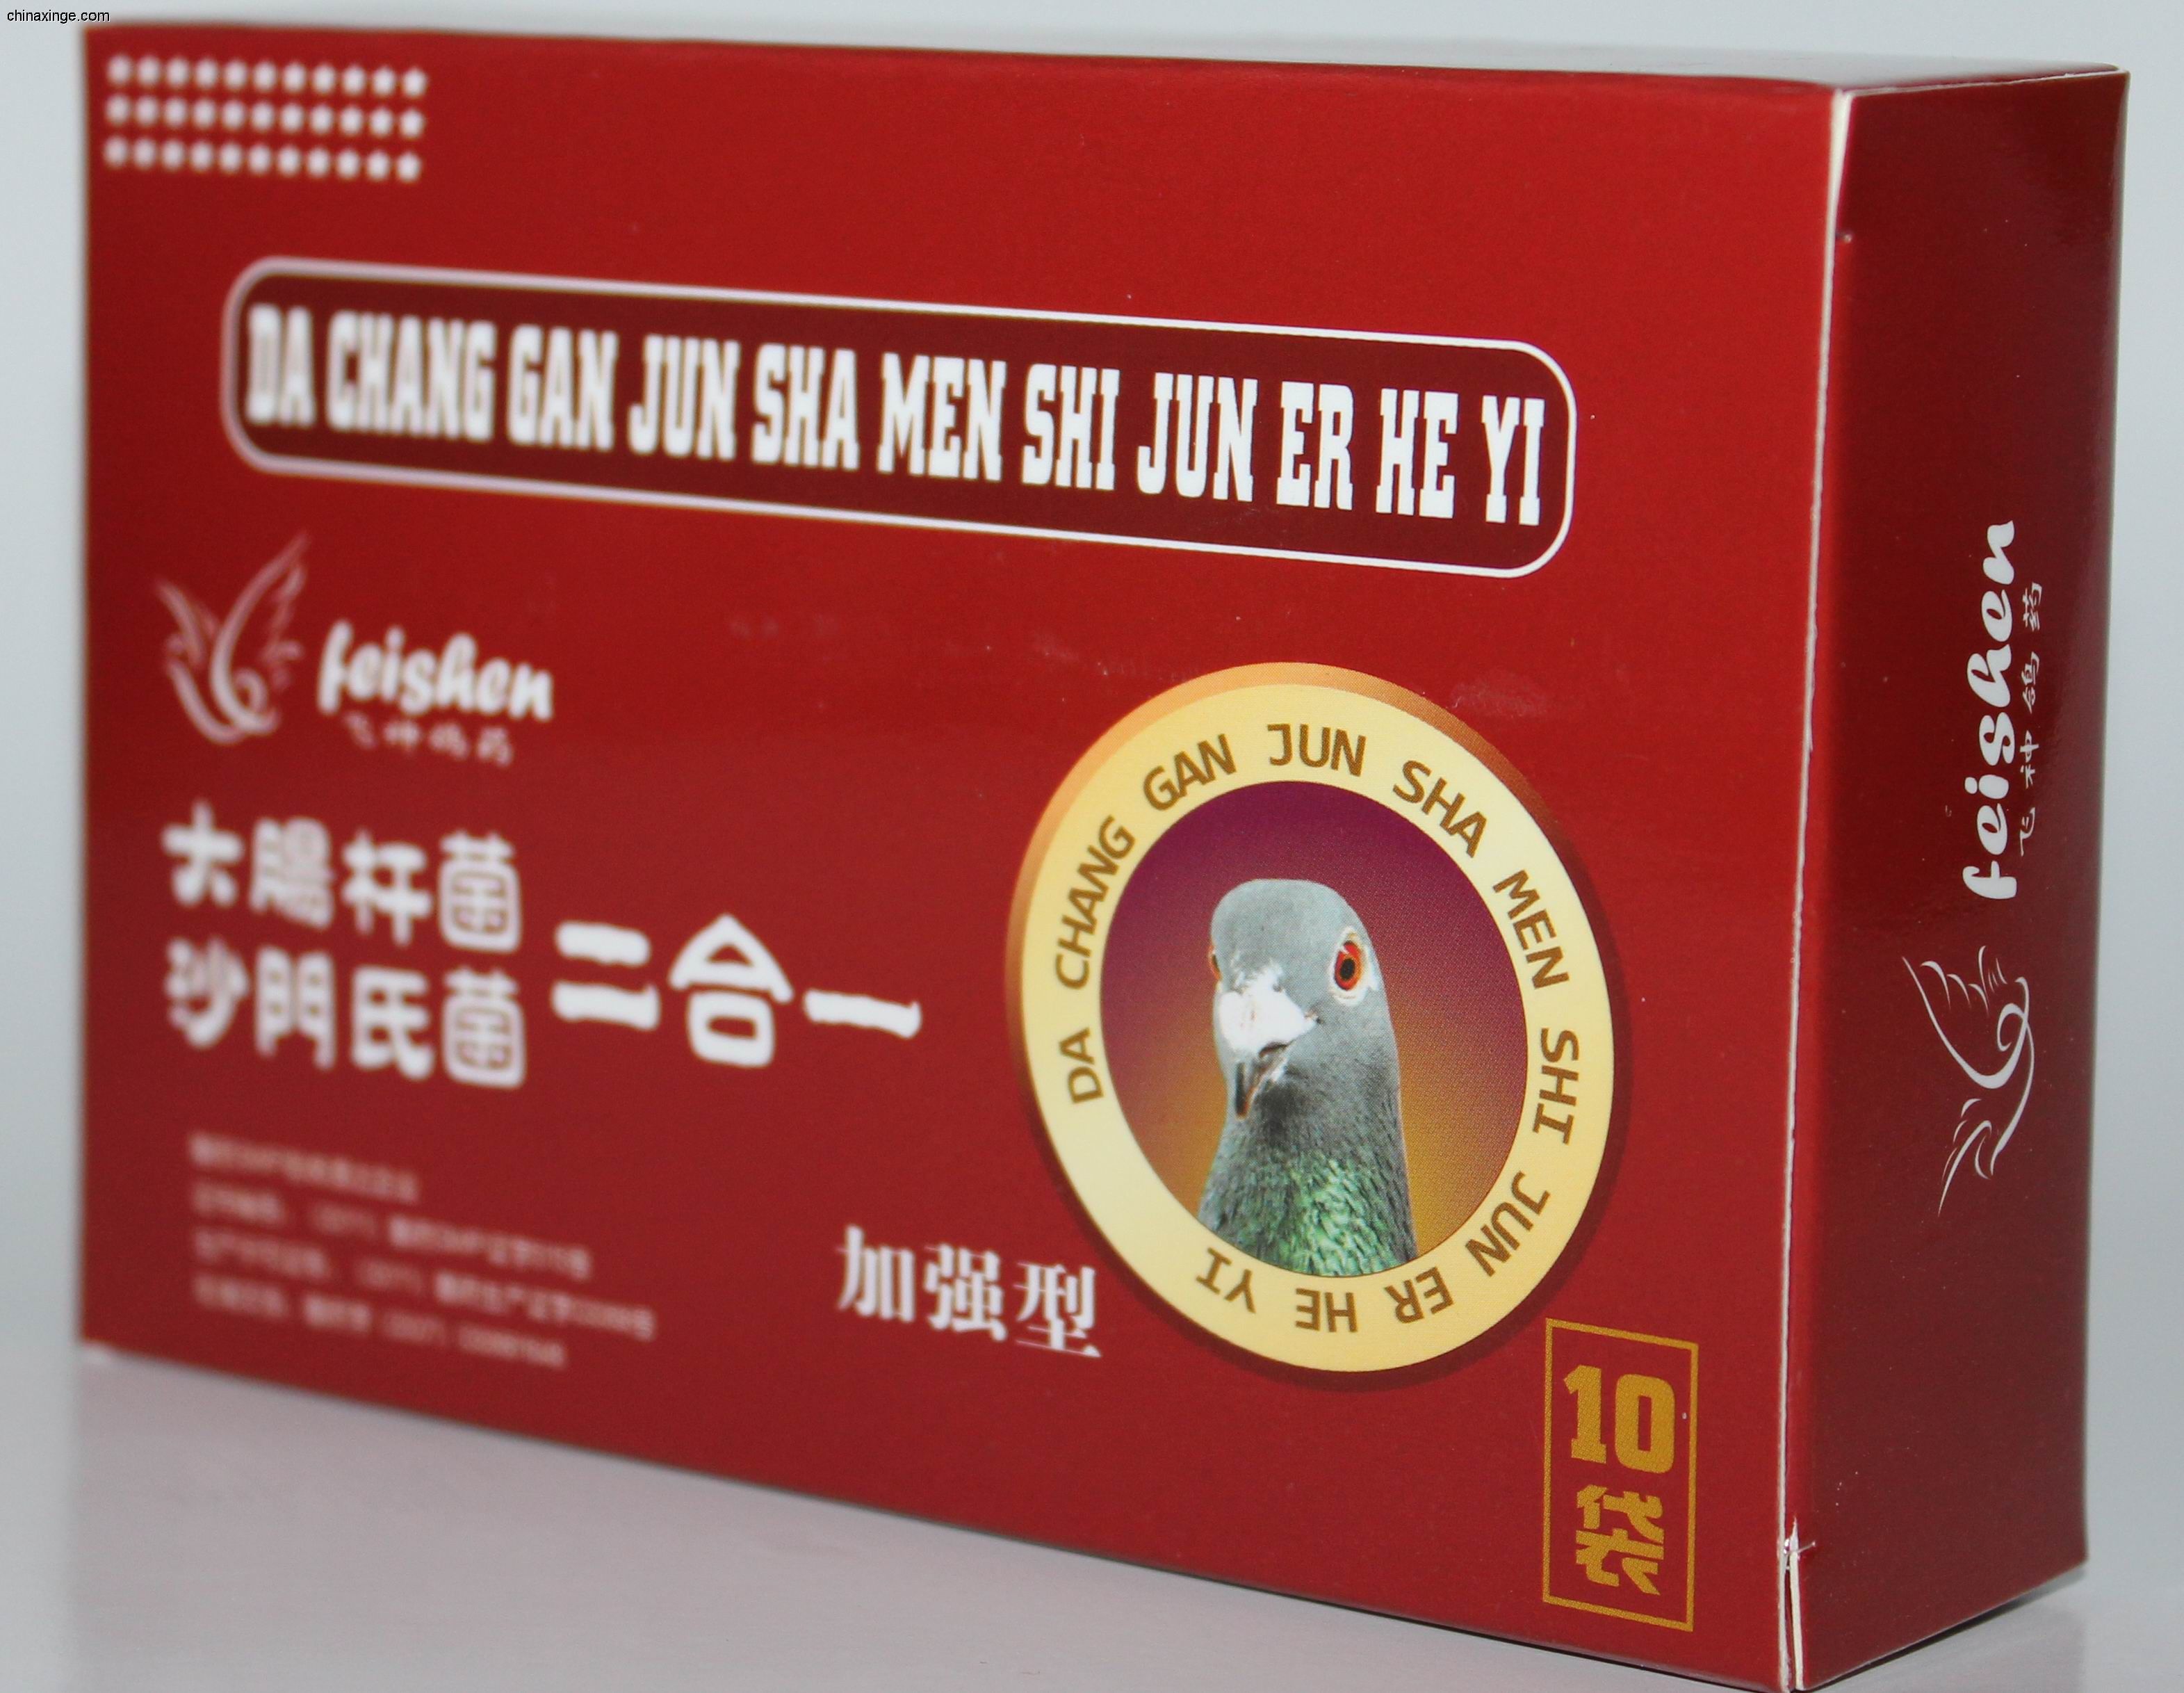 chinaxinge.com
DA CHANG GAN JUN SHA MEN SHI JUN ER HE YI
feishen
飞神鸽药
大腸杆菌
沙門氏菌
二合一
DA CHANG GAN JUN SHA MEN SHI JUN ER HE YI
加强型
10
袋
feishen
飞神鸽药